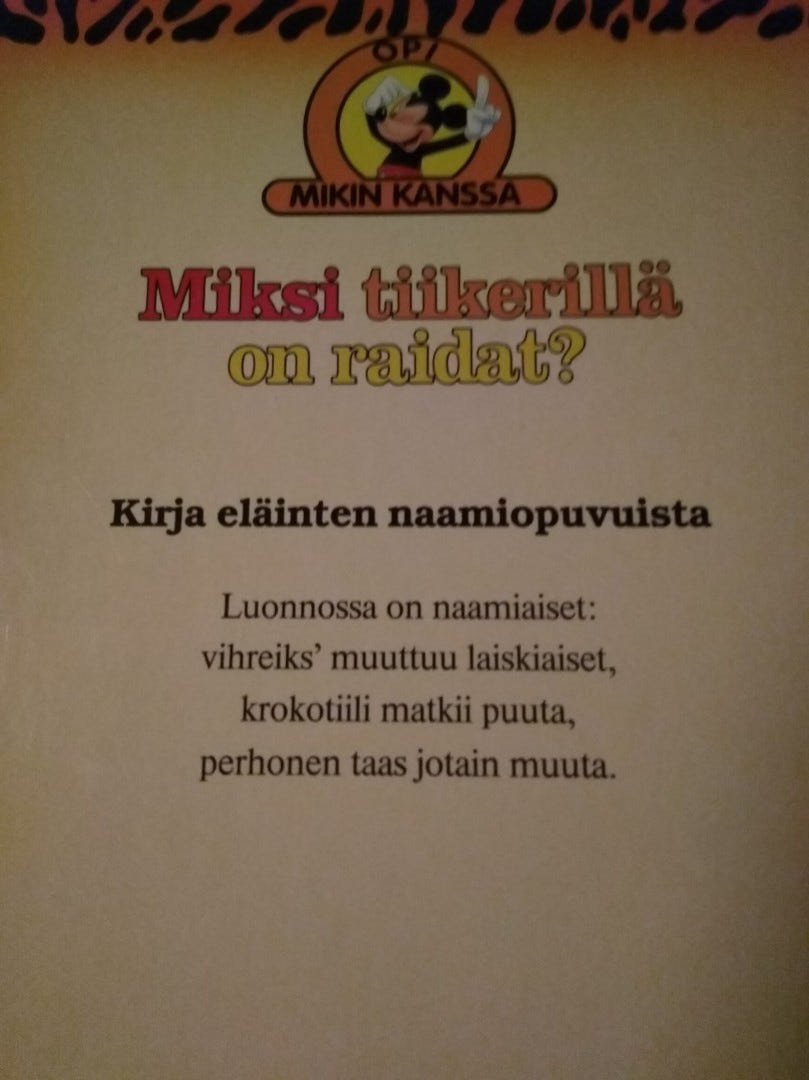 OPI
MIKIN KANSSA
Miksi tiikerillä
on raidat?
Kirja eläinten naamiopuvuista
Luonnossa on naamiaiset:
vihreiks’ muuttuu laiskiaiset,
krokotiili matkii puuta,
perhonen taas jotain muuta.